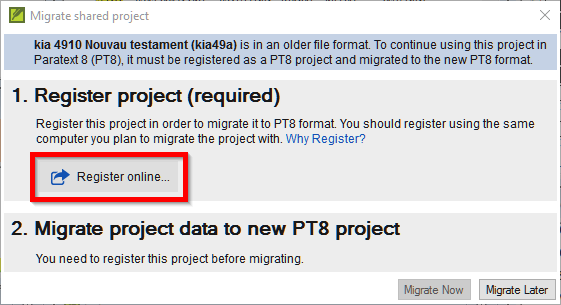 Migrate shared project
kia 4910 Nouvau testament (kia49a) is in an older file format. To continue using this project in
Paratext 8 (PT8), it must be registered as a PT8 project and migrated to the new PT8 format.
1. Register project (required)
Register this project in order to migrate it to PT8 format. You should register using the same
computer you plan to migrate the project with. Why Register?
Register online...
2. Migrate project data to new PT8 project
You need to register this project before migrating.
Migrate Now Migrate Later